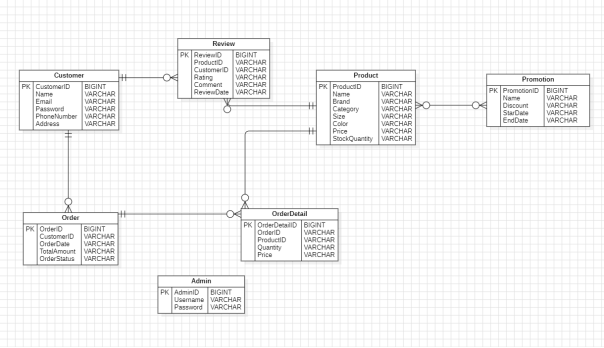 Review
PK ReviewID BIGINT
ProductID VARCHAR
CustomerID VARCHAR
Rating VARCHAR
Comment VARCHAR
ReviewDate VARCHAR
Customer
PK CustomerID BIGINT
Name VARCHAR
Email VARCHAR
Password VARCHAR
PhoneNumber VARCHAR
Address VARCHAR
Product
PK ProductID BIGINT
Name VARCHAR
Brand VARCHAR
Category VARCHAR
Size VARCHAR
Color VARCHAR
Price VARCHAR
StockQuantity VARCHAR
Promotion
PK PromotionID BIGINT
Name VARCHAR
Discount VARCHAR
StarDate VARCHAR
EndDate VARCHAR
Order
PK OrderID BIGINT
CustomerID VARCHAR
OrderDate VARCHAR
TotalAmount VARCHAR
OrderStatus VARCHAR
OrderDetail
PK OrderDetailID BIGINT
OrderID VARCHAR
ProductID VARCHAR
Quantity VARCHAR
Price VARCHAR
Admin
PK AdminID BIGINT
Username VARCHAR
Password VARCHAR